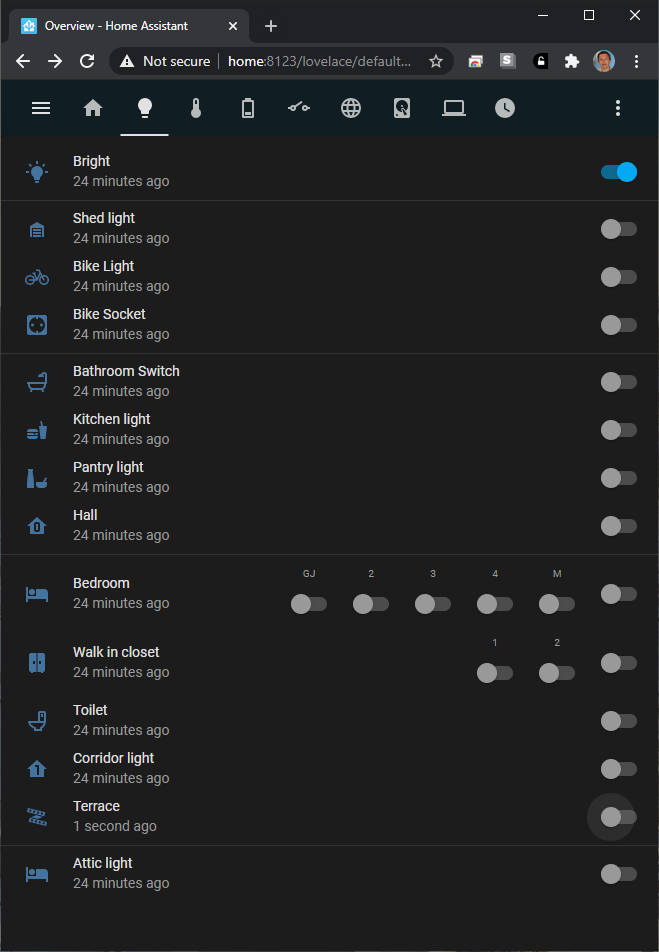 Overview - Home Assistant
Not secure
home:8123/lovelace/default...
Bright
24 minutes ago
Shed light
24 minutes ago
Bike Light
24 minutes ago
Bike Socket
24 minutes ago
Bathroom Switch
24 minutes ago
Kitchen light
24 minutes ago
Pantry light
24 minutes ago
0
Hall
24 minutes ago
GJ 2 3 4 M
Bedroom
24 minutes ago
1 2
Walk in closet
24 minutes ago
Toilet
24 minutes ago
1
Corridor light
24 minutes ago
Terrace
1 second ago
Attic light
24 minutes ago